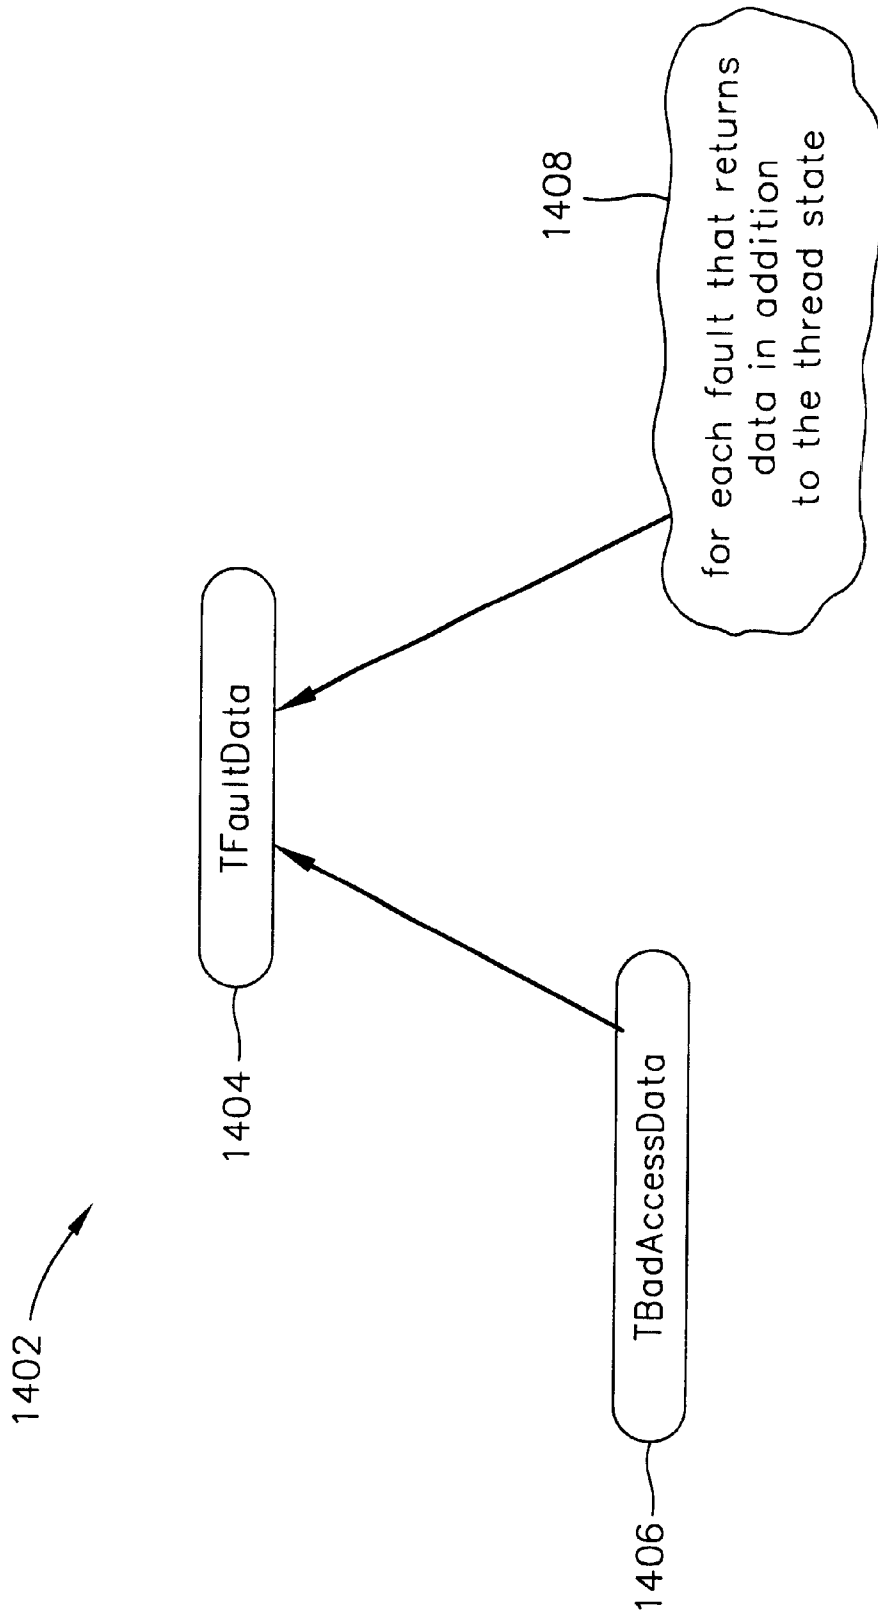 1402
1404
TFaultData
1408
1406
TBadAccessData
for each fault that returns
data in addition
to the thread state